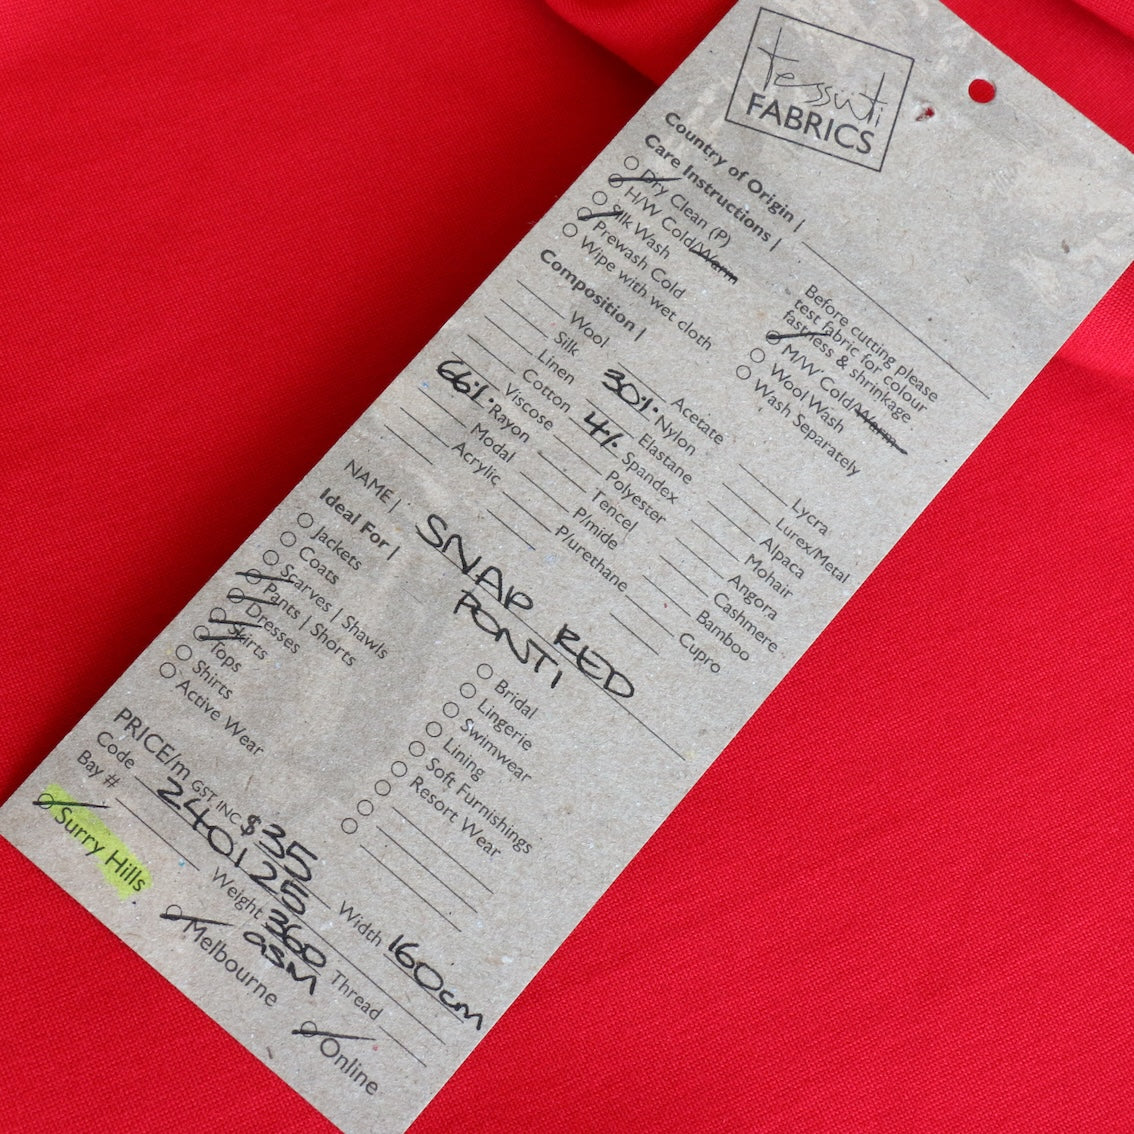 tessuti
FABRICS
Country of Origin |
Care Instructions |
Dry Clean (P)
H/W Cold/Warm
Silk Wash
Prewash Cold
Wipe with wet cloth
Before cutting please
test fabric for colour
fastness & shrinkage
M/W Cold/Warm
Wool Wash
Wash Separately
Composition |
Wool
Silk
Linen
Cotton
Viscose
66% Rayon
Modal
Acrylic
Acetate
30% Nylon
Elastane
4% Spandex
Polyester
Tencel
P/mide
P/urethane
Lycra
Lurex/Metal
Alpaca
Mohair
Angora
Cashmere
Bamboo
Cupro
NAME | SNAP RED
PONTI
Ideal For |
Jackets
Coats
Scarves | Shawls
Pants | Shorts
Dresses
Skirts
Tops
Shirts
Active Wear
Bridal
Lingerie
Swimwear
Lining
Soft Furnishings
Resort Wear
PRICE/m GST INC $35
Code 240125 Width 160cm
Bay # Weight 360 GSM Thread
Surry Hills
Melbourne
Online